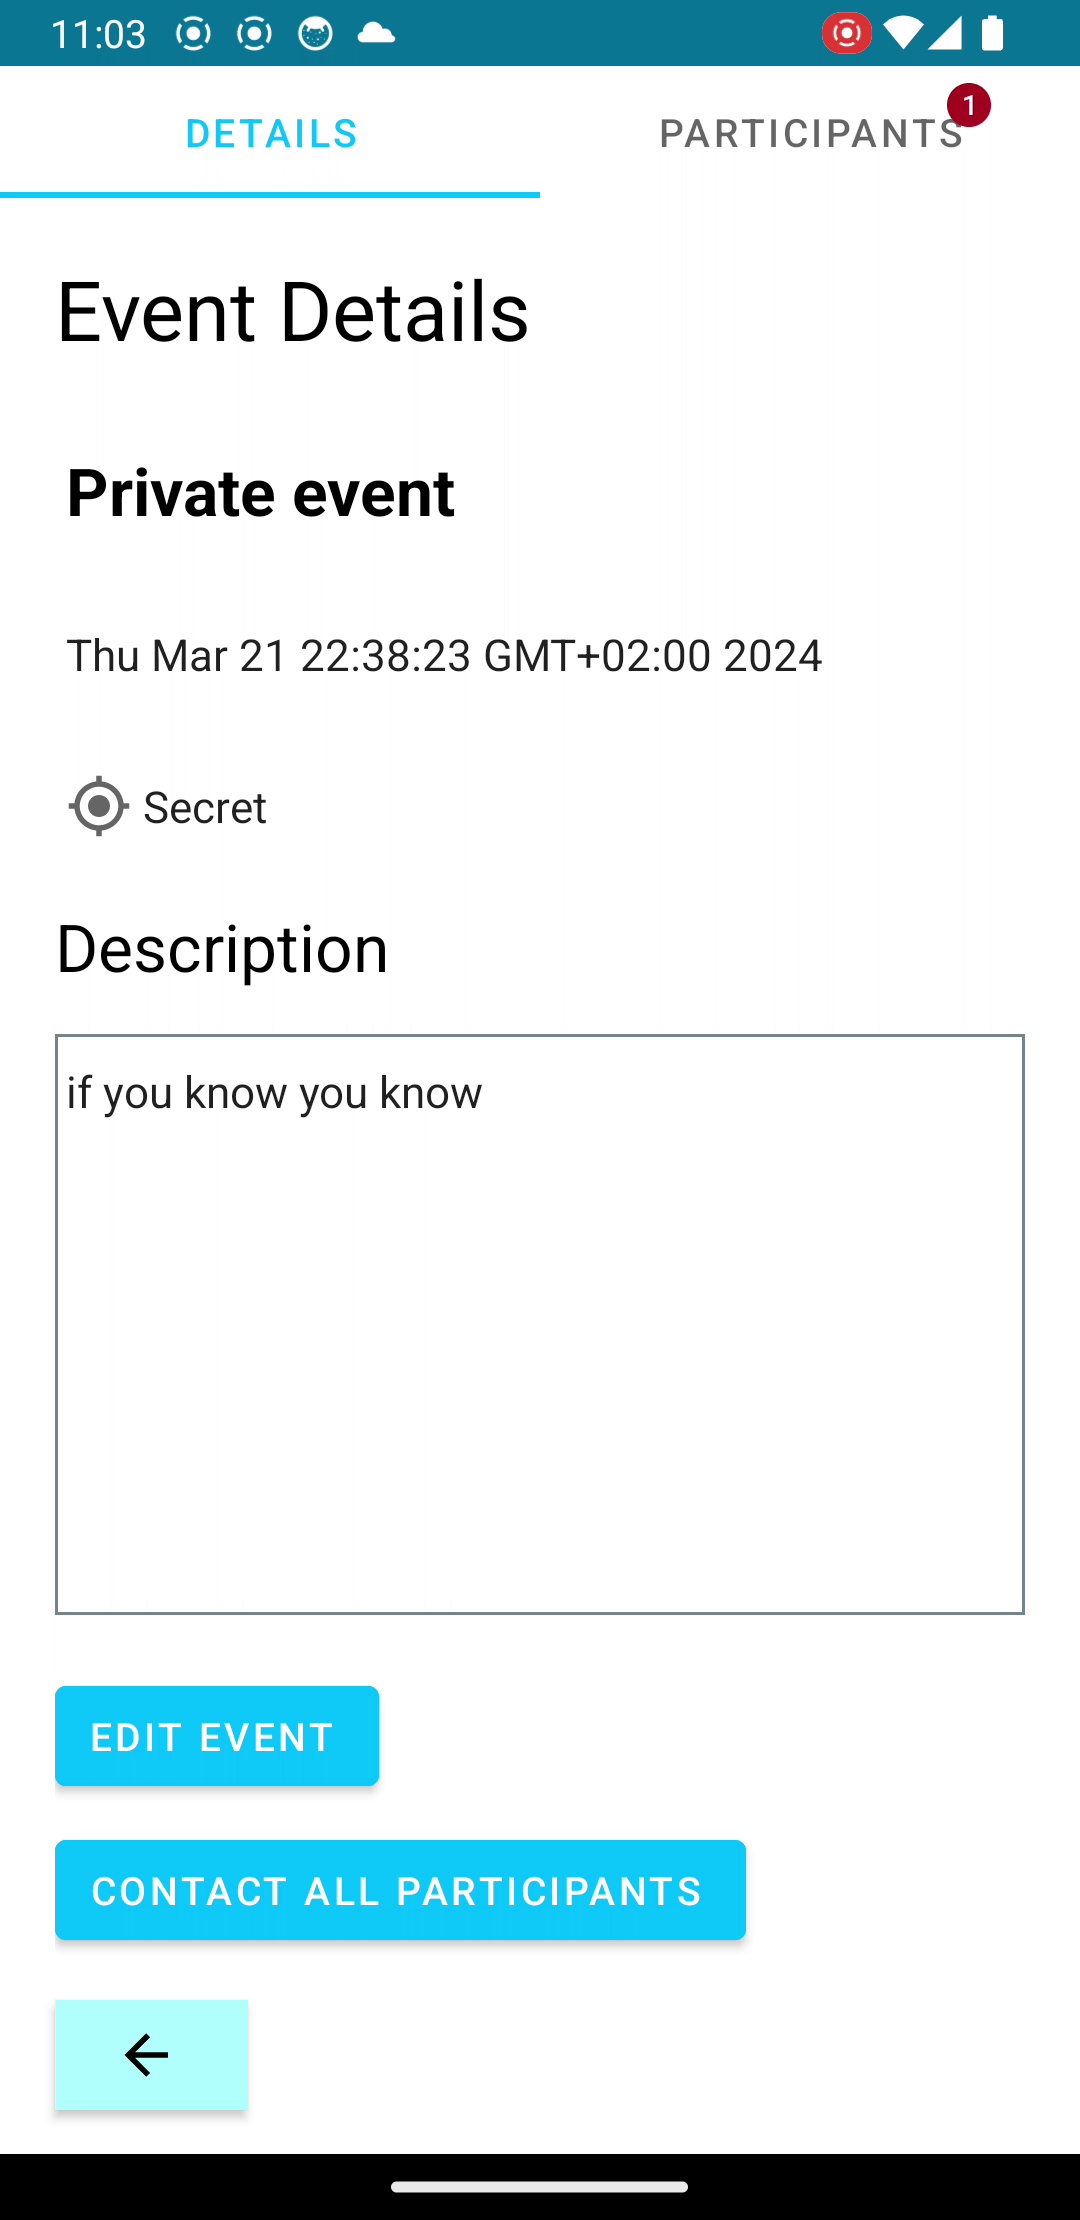 11:03
DETAILS
PARTICIPANTS
1
Event Details
Private event
Thu Mar 21 22:38:23 GMT+02:00 2024
Secret
Description
if you know you know
EDIT EVENT
CONTACT ALL PARTICIPANTS